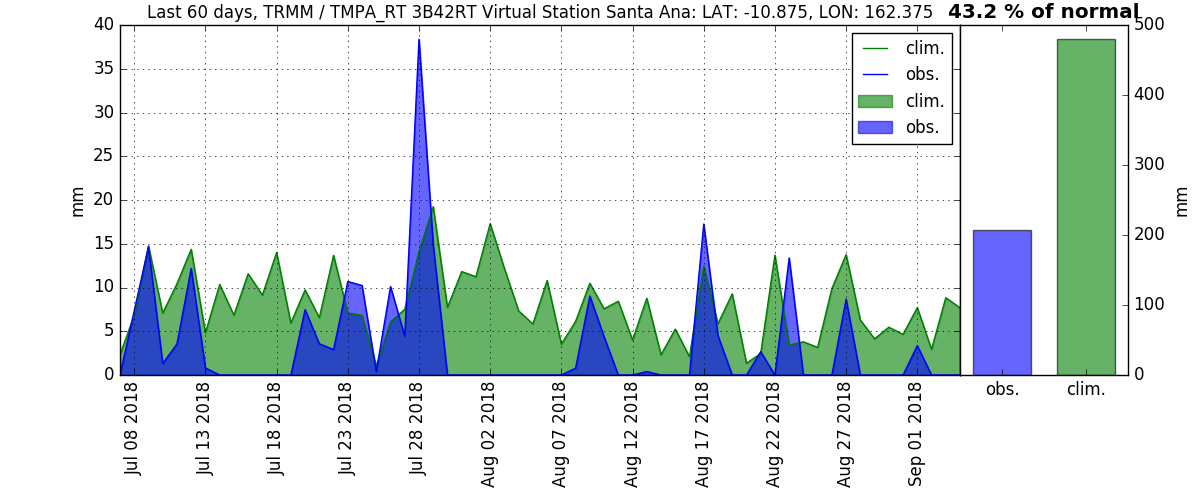 Last 60 days, TRMM / TMPA_RT 3B42RT Virtual Station Santa Ana: LAT: -10.875, LON: 162.375
43.2 % of normal
40
35
30
25
20
15
10
5
0
mm
clim.
obs.
clim.
obs.
500
400
300
200
100
0
mm
obs.
clim.
Jul 08 2018
Jul 13 2018
Jul 18 2018
Jul 23 2018
Jul 28 2018
Aug 02 2018
Aug 07 2018
Aug 12 2018
Aug 17 2018
Aug 22 2018
Aug 27 2018
Sep 01 2018